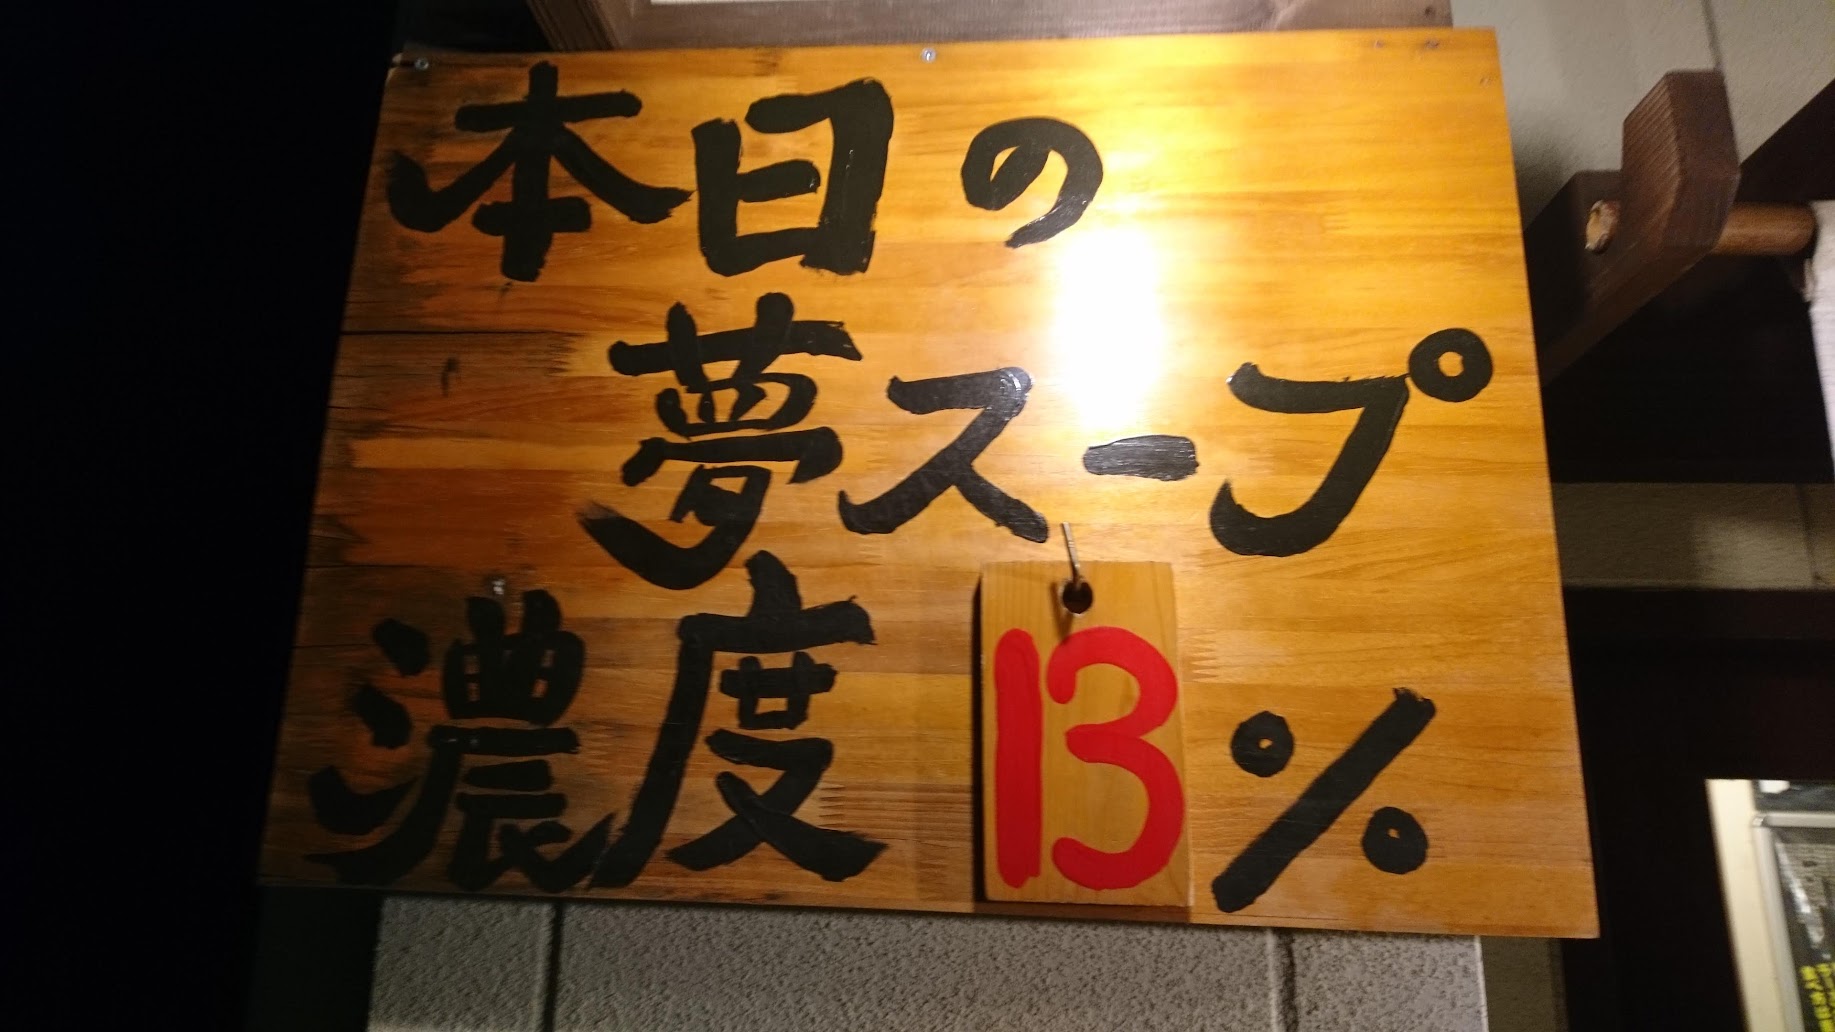 本日の
夢スープ
濃度 13 %